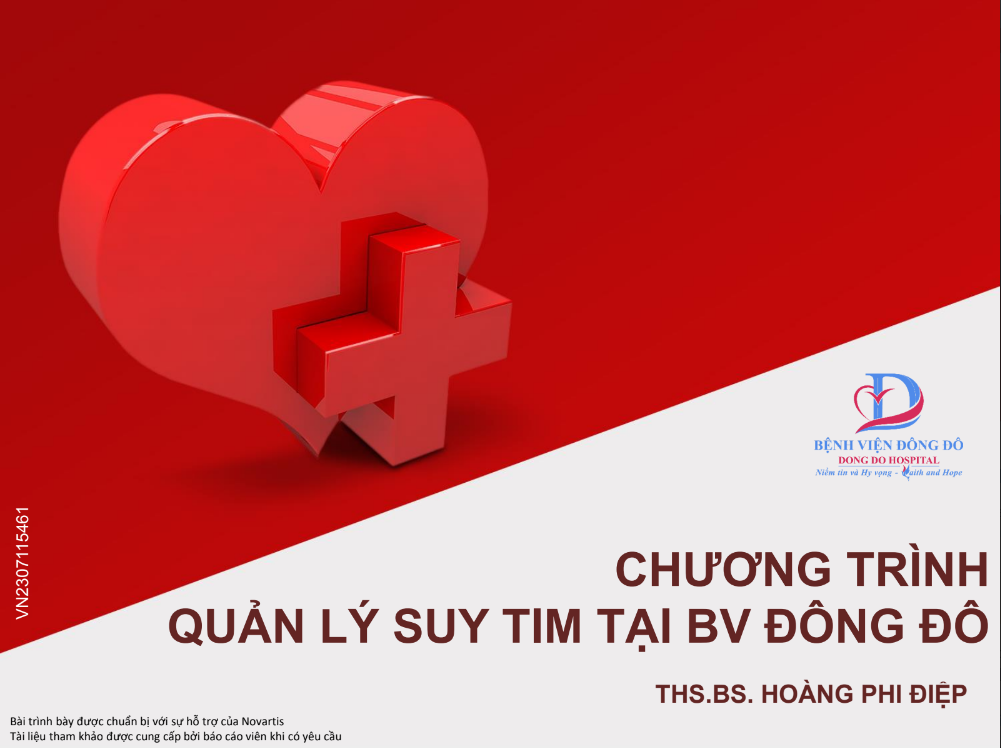 BỆNH VIỆN ĐÔNG ĐÔ
DONG DO HOSPITAL
Niềm tin và Hy vọng - Faith and Hope
VN2307115461
CHƯƠNG TRÌNH
QUẢN LÝ SUY TIM TẠI BV ĐÔNG ĐÔ
THS.BS. HOÀNG PHI ĐIỆP
Bài trình bày được chuẩn bị với sự hỗ trợ của Novartis
Tài liệu tham khảo được cung cấp bởi báo cáo viên khi có yêu cầu